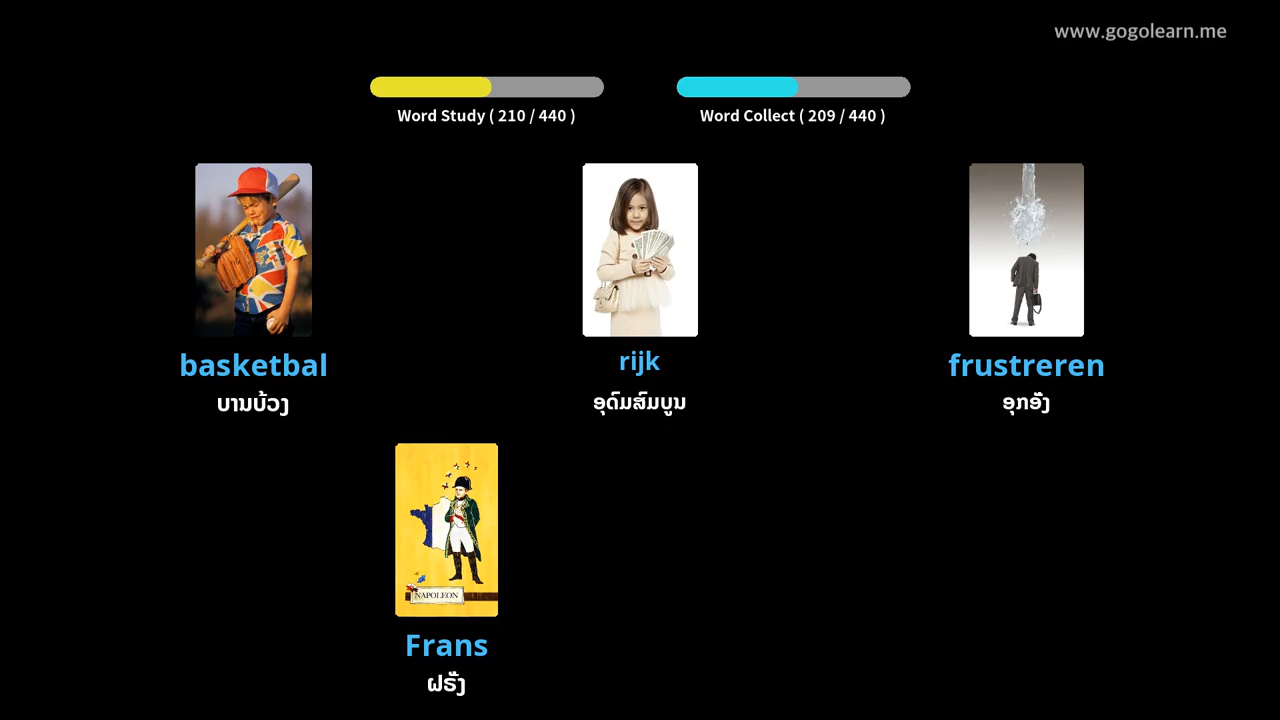 www.gogolearn.me
Word Study ( 210 / 440 )
Word Collect ( 209 / 440 )
basketbal
ບານບ້ວງ
rijk
ອຸດົມສົມບູນ
frustreren
ອຸກອັ່ງ
NAPOLEON
Frans
ຝຣັ່ງ